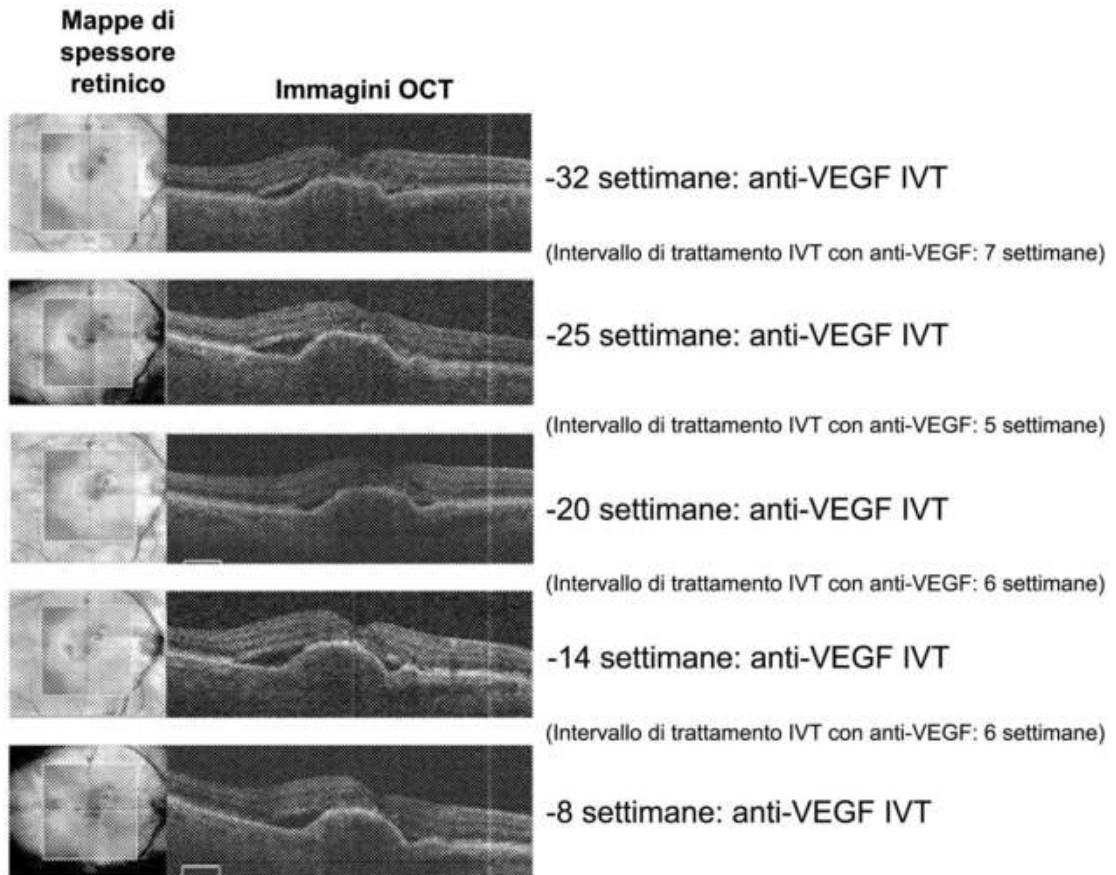 Mappe di
spessore
retinico
Immagini OCT
-32 settimane: anti-VEGF IVT
(Intervallo di trattamento IVT con anti-VEGF: 7 settimane)
-25 settimane: anti-VEGF IVT
(Intervallo di trattamento IVT con anti-VEGF: 5 settimane)
-20 settimane: anti-VEGF IVT
(Intervallo di trattamento IVT con anti-VEGF: 6 settimane)
-14 settimane: anti-VEGF IVT
(Intervallo di trattamento IVT con anti-VEGF: 6 settimane)
-8 settimane: anti-VEGF IVT